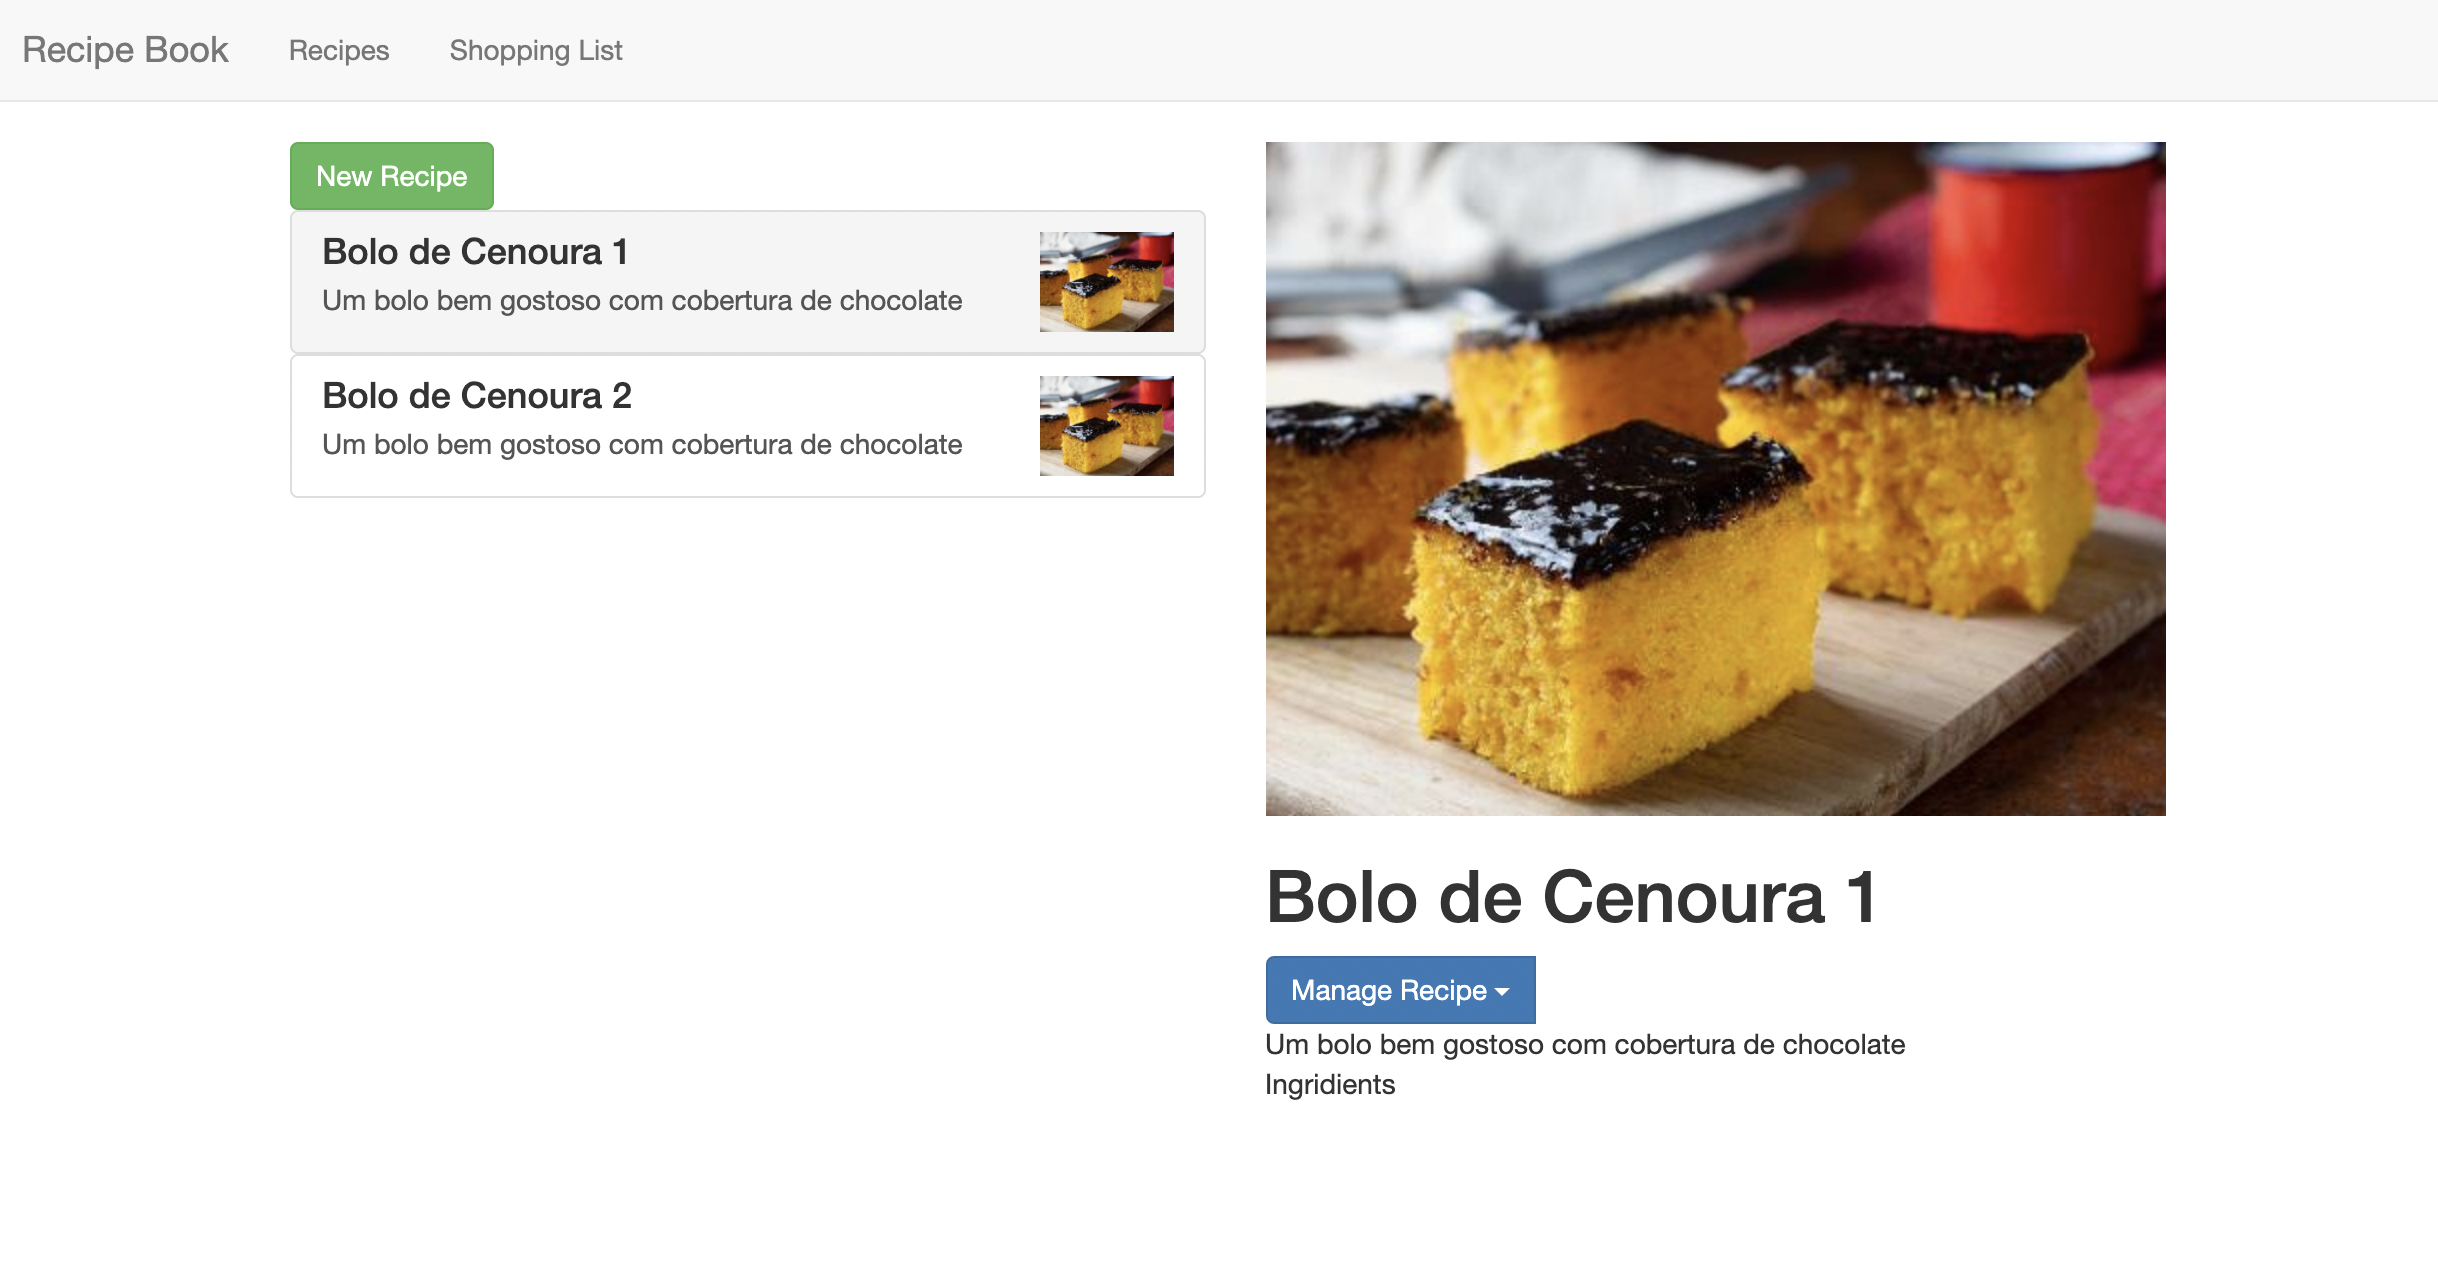 Recipe Book Recipes Shopping List
New Recipe
Bolo de Cenoura 1
Um bolo bem gostoso com cobertura de chocolate
Bolo de Cenoura 2
Um bolo bem gostoso com cobertura de chocolate
Bolo de Cenoura 1
Manage Recipe
Um bolo bem gostoso com cobertura de chocolate
Ingridients